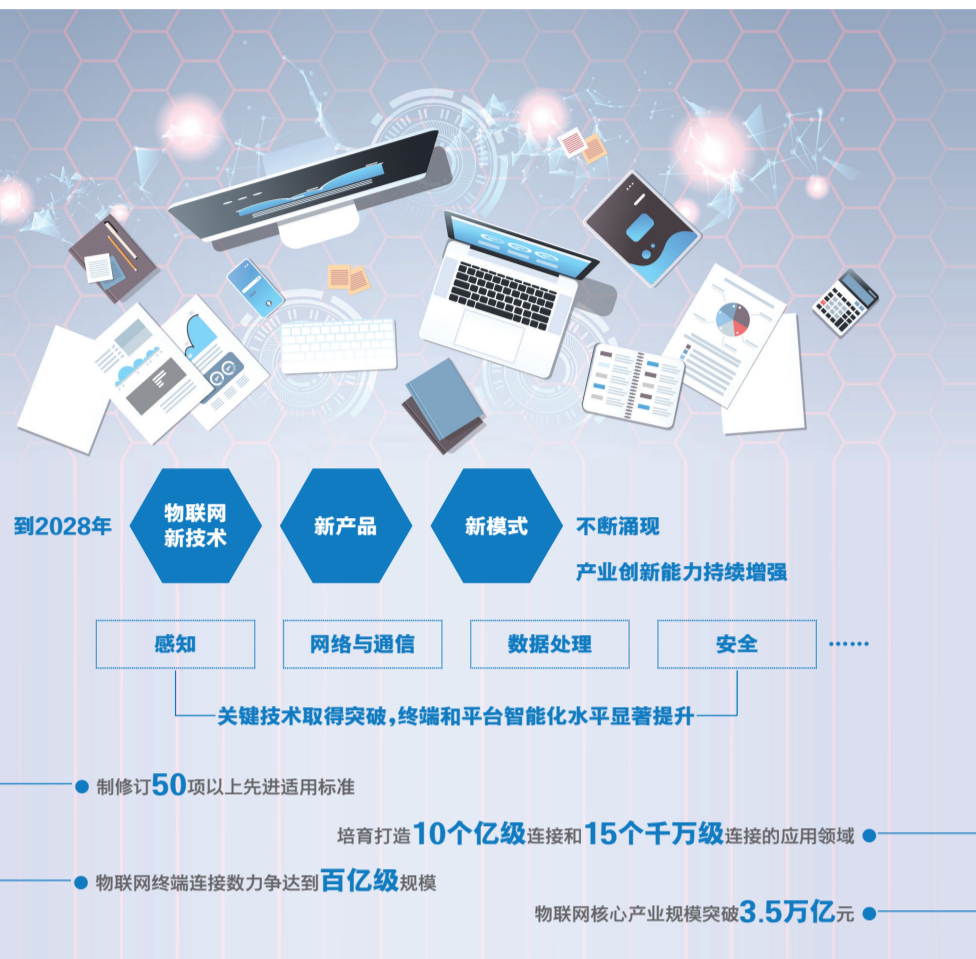 到2028年
物联网
新技术
新产品
新模式
不断涌现
产业创新能力持续增强
感知
网络与通信
数据处理
安全
……
关键技术取得突破,终端和平台智能化水平显著提升
制修订50项以上先进适用标准
培育打造10个亿级连接和15个千万级连接的应用领域
物联网终端连接数力争达到百亿级规模
物联网核心产业规模突破3.5万亿元